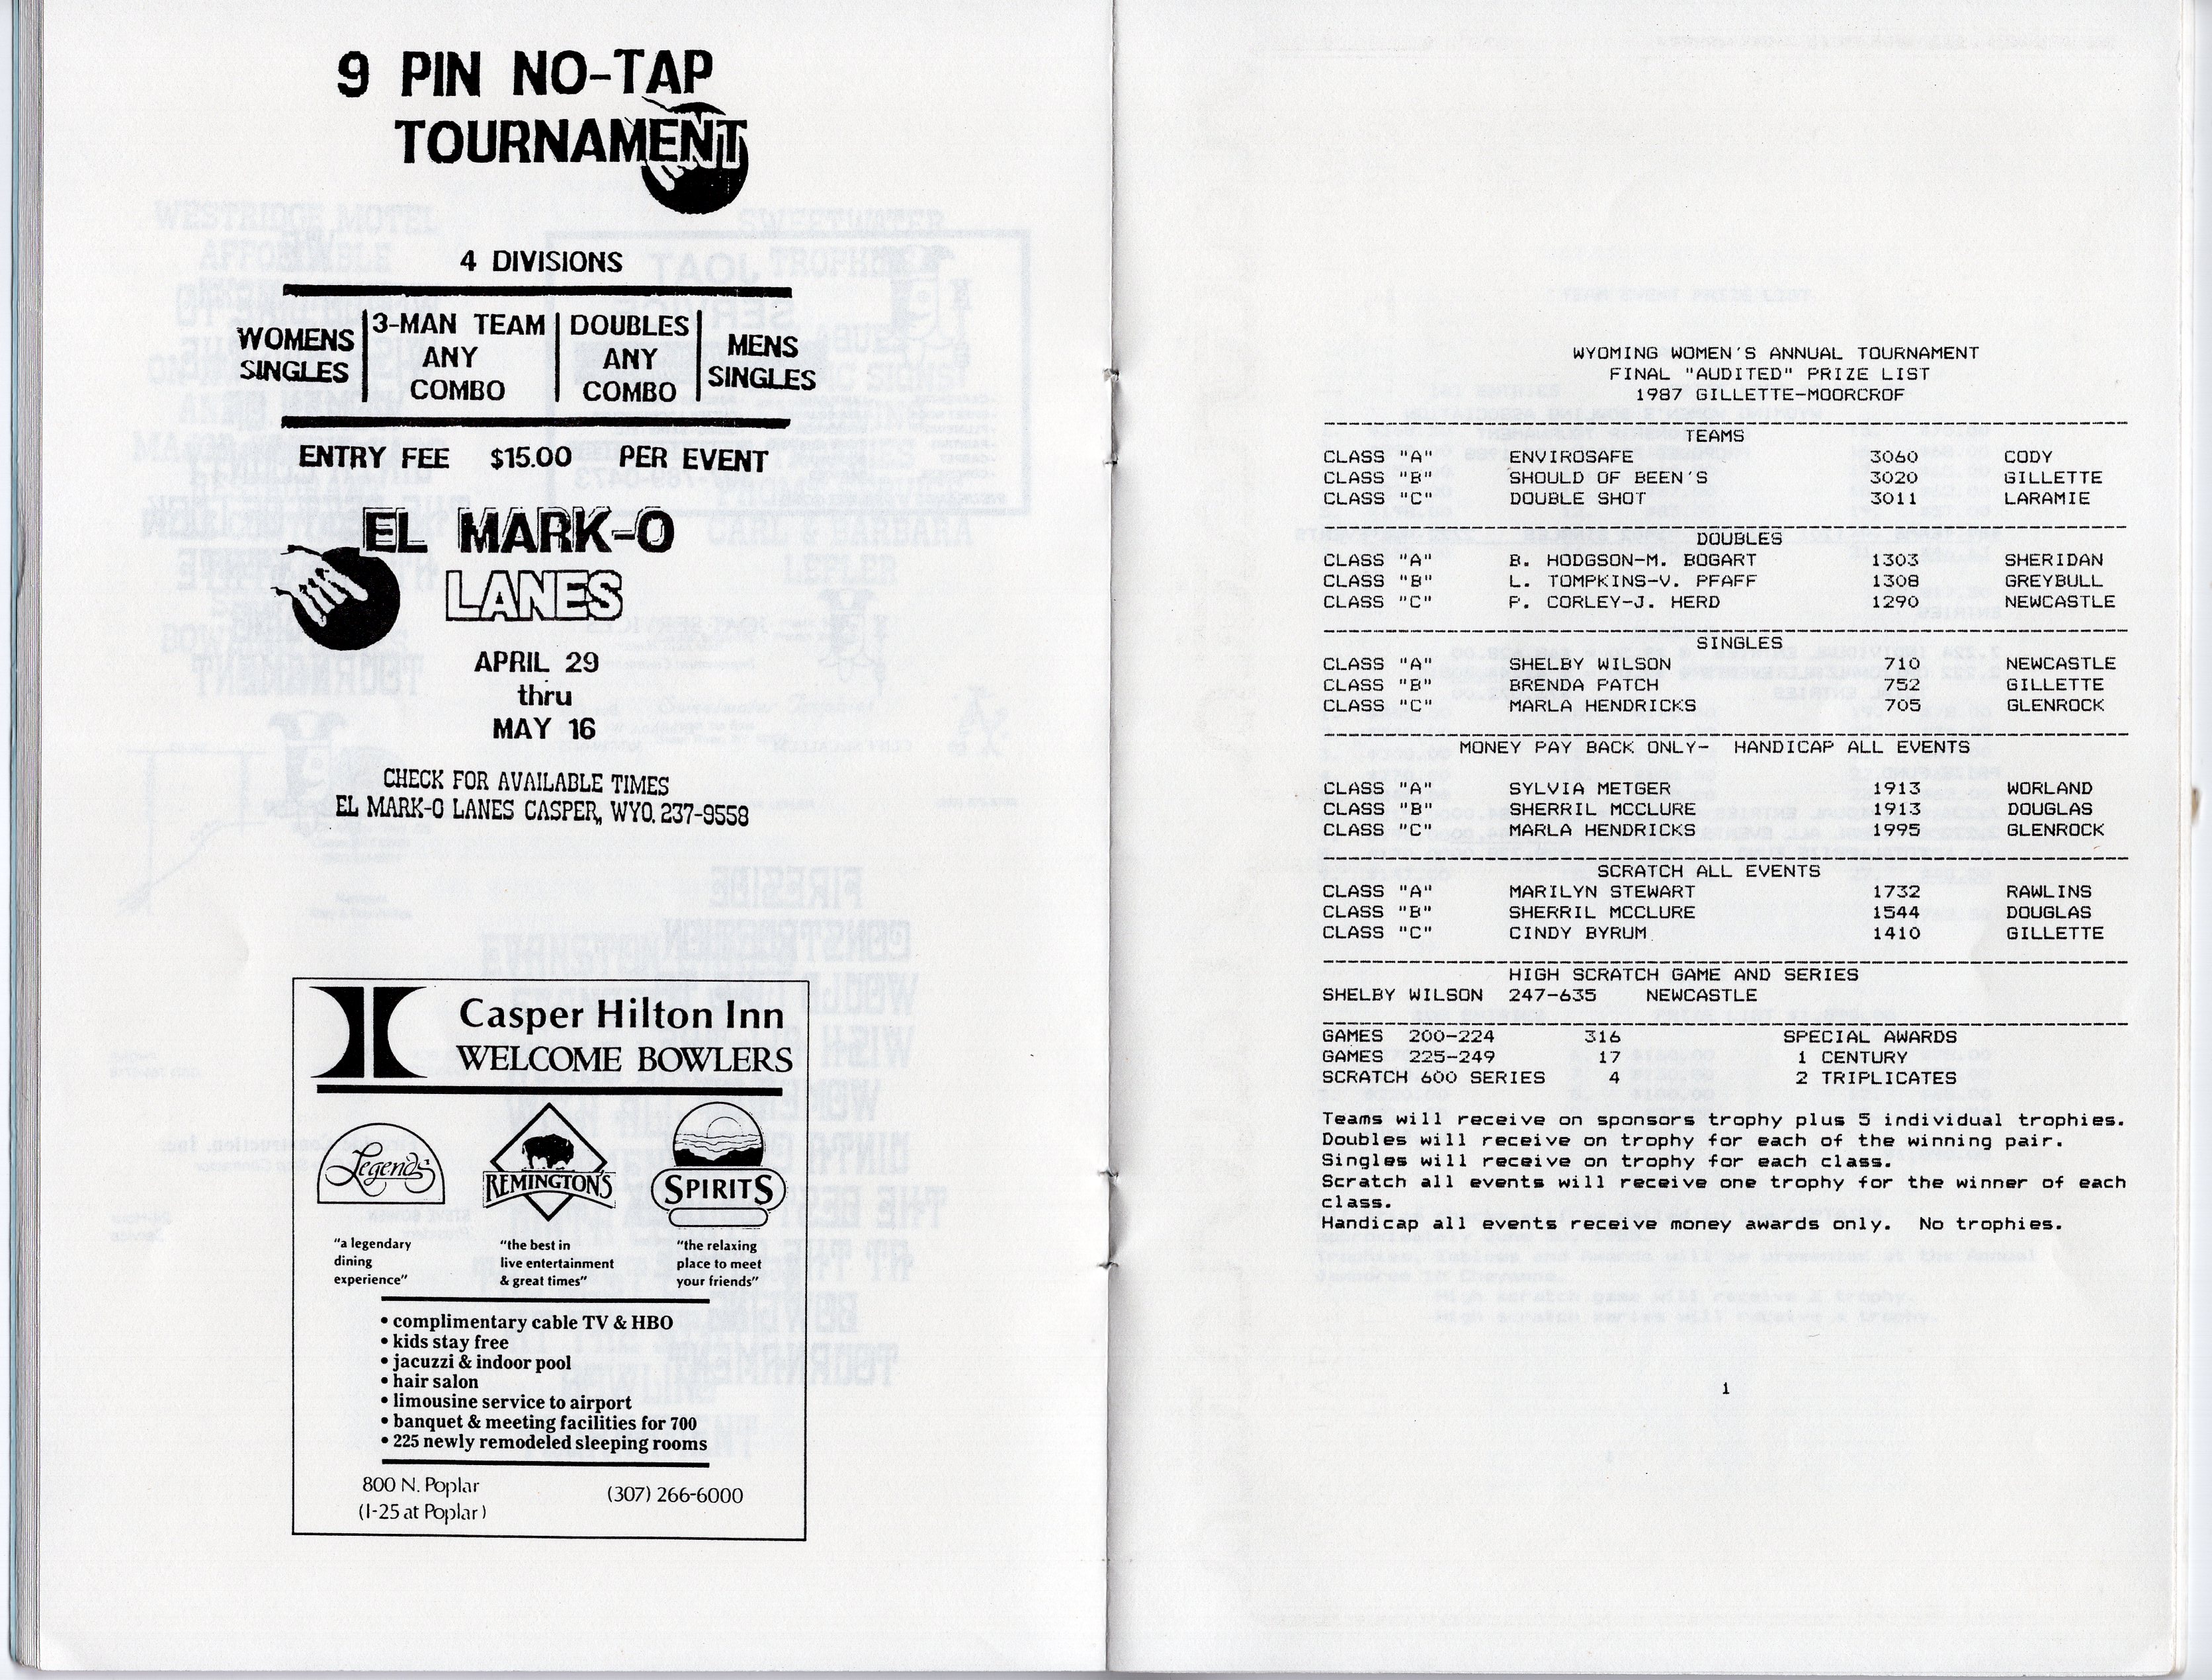 9 PIN NO-TAP
TOURNAMENT
4 DIVISIONS
WOMENS
SINGLES
3-MAN TEAM
ANY
COMBO
DOUBLES
ANY
COMBO
MENS
SINGLES
ENTRY FEE $15.00 PER EVENT
EL MARK-O
LANES
APRIL 29
thru
MAY 16
CHECK FOR AVAILABLE TIMES
EL MARK-O LANES CASPER, WYO. 237-9558
Casper Hilton Inn
WELCOME BOWLERS
Legends
REMINGTON'S
SPIRITS
"a legendary
dining
experience"
"the best in
live entertainment
& great times"
"the relaxing
place to meet
your friends"
• complimentary cable TV & HBO
• kids stay free
• jacuzzi & indoor pool
• hair salon
• limousine service to airport
• banquet & meeting facilities for 700
• 225 newly remodeled sleeping rooms
800 N. Poplar
(I-25 at Poplar)
(307) 266-6000
WYOMING WOMEN'S ANNUAL TOURNAMENT
FINAL "AUDITED" PRIZE LIST
1987 GILLETTE-MOORCROF
TEAMS
CLASS "A" ENVIROSAFE 3060 CODY
CLASS "B" SHOULD OF BEEN'S 3020 GILLETTE
CLASS "C" DOUBLE SHOT 3011 LARAMIE
DOUBLES
CLASS "A" B. HODGSON-M. BOGART 1303 SHERIDAN
CLASS "B" L. TOMPKINS-V. PFAFF 1308 GREYBULL
CLASS "C" P. CORLEY-J. HERD 1290 NEWCASTLE
SINGLES
CLASS "A" SHELBY WILSON 710 NEWCASTLE
CLASS "B" BRENDA PATCH 752 GILLETTE
CLASS "C" MARLA HENDRICKS 705 GLENROCK
MONEY PAY BACK ONLY- HANDICAP ALL EVENTS
CLASS "A" SYLVIA METGER 1913 WORLAND
CLASS "B" SHERRIL MCCLURE 1913 DOUGLAS
CLASS "C" MARLA HENDRICKS 1995 GLENROCK
SCRATCH ALL EVENTS
CLASS "A" MARILYN STEWART 1732 RAWLINS
CLASS "B" SHERRIL MCCLURE 1544 DOUGLAS
CLASS "C" CINDY BYRUM 1410 GILLETTE
HIGH SCRATCH GAME AND SERIES
SHELBY WILSON 247-635 NEWCASTLE
GAMES 200-224 316 SPECIAL AWARDS
GAMES 225-249 17 1 CENTURY
SCRATCH 600 SERIES 4 2 TRIPLICATES
Teams will receive on sponsors trophy plus 5 individual trophies.
Doubles will receive on trophy for each of the winning pair.
Singles will receive on trophy for each class.
Scratch all events will receive one trophy for the winner of each
class.
Handicap all events receive money awards only. No trophies.
1